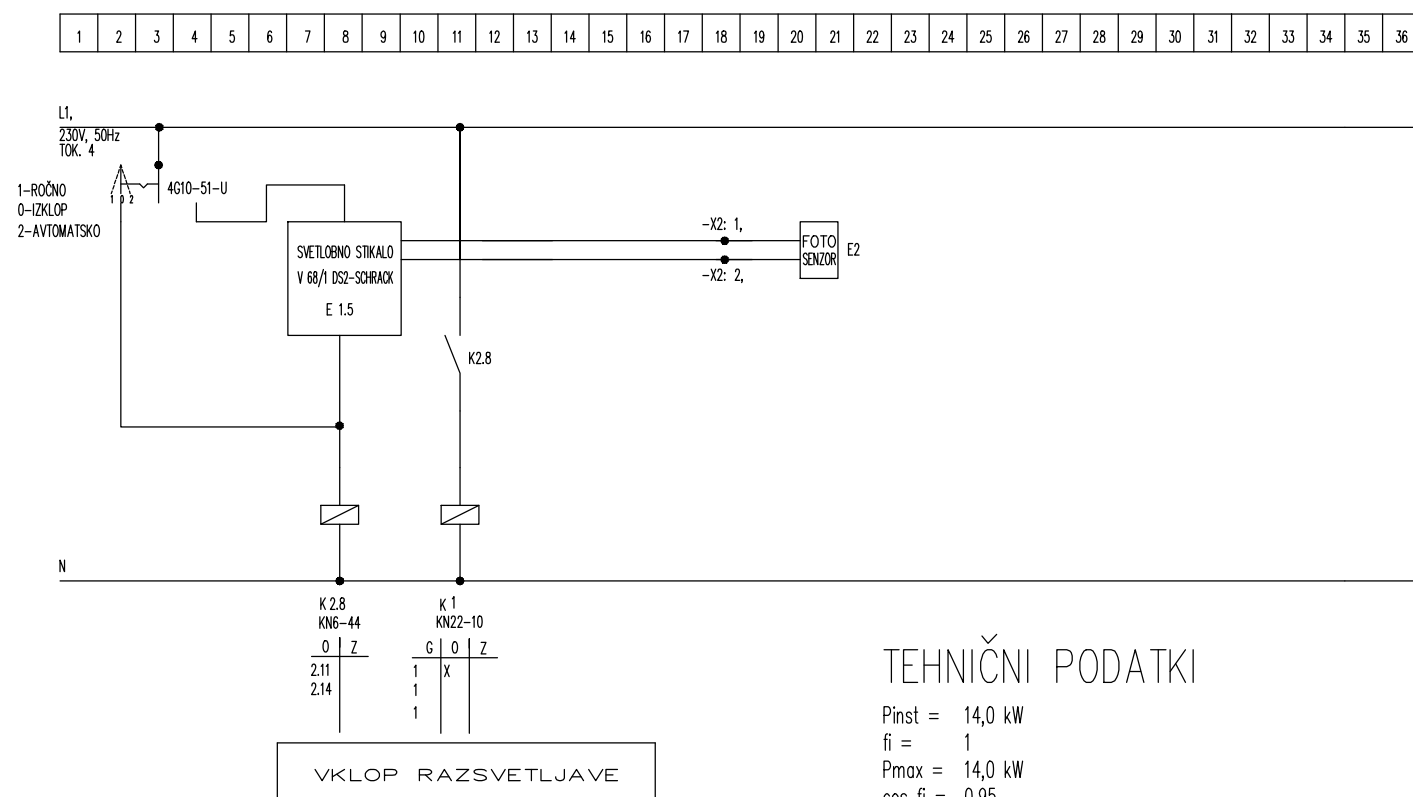 1 2 3 4 5 6 7 8 9 10 11 12 13 14 15 16 17 18 19 20 21 22 23 24 25 26 27 28 29 30 31 32 33 34 35 36
L1,
230V, 50Hz
TOK. 4
1-ROČNO
0-IZKLOP
2-AVTOMATSKO
1 0 2
4G10-51-U
SVETLOBNO STIKALO
V 68/1 DS2-SCHRACK
E 1.5
-X2: 1,
-X2: 2,
FOTO
SENZOR
E2
K2.8
N
K 2.8
KN6-44
O Z
2.11
2.14
K 1
KN22-10
G O Z
1 X
1
1
VKLOP RAZSVETLJAVE
TEHNIČNI PODATKI
Pinst = 14,0 kW
fi = 1
Pmax = 14,0 kW
cos fi = 0,95